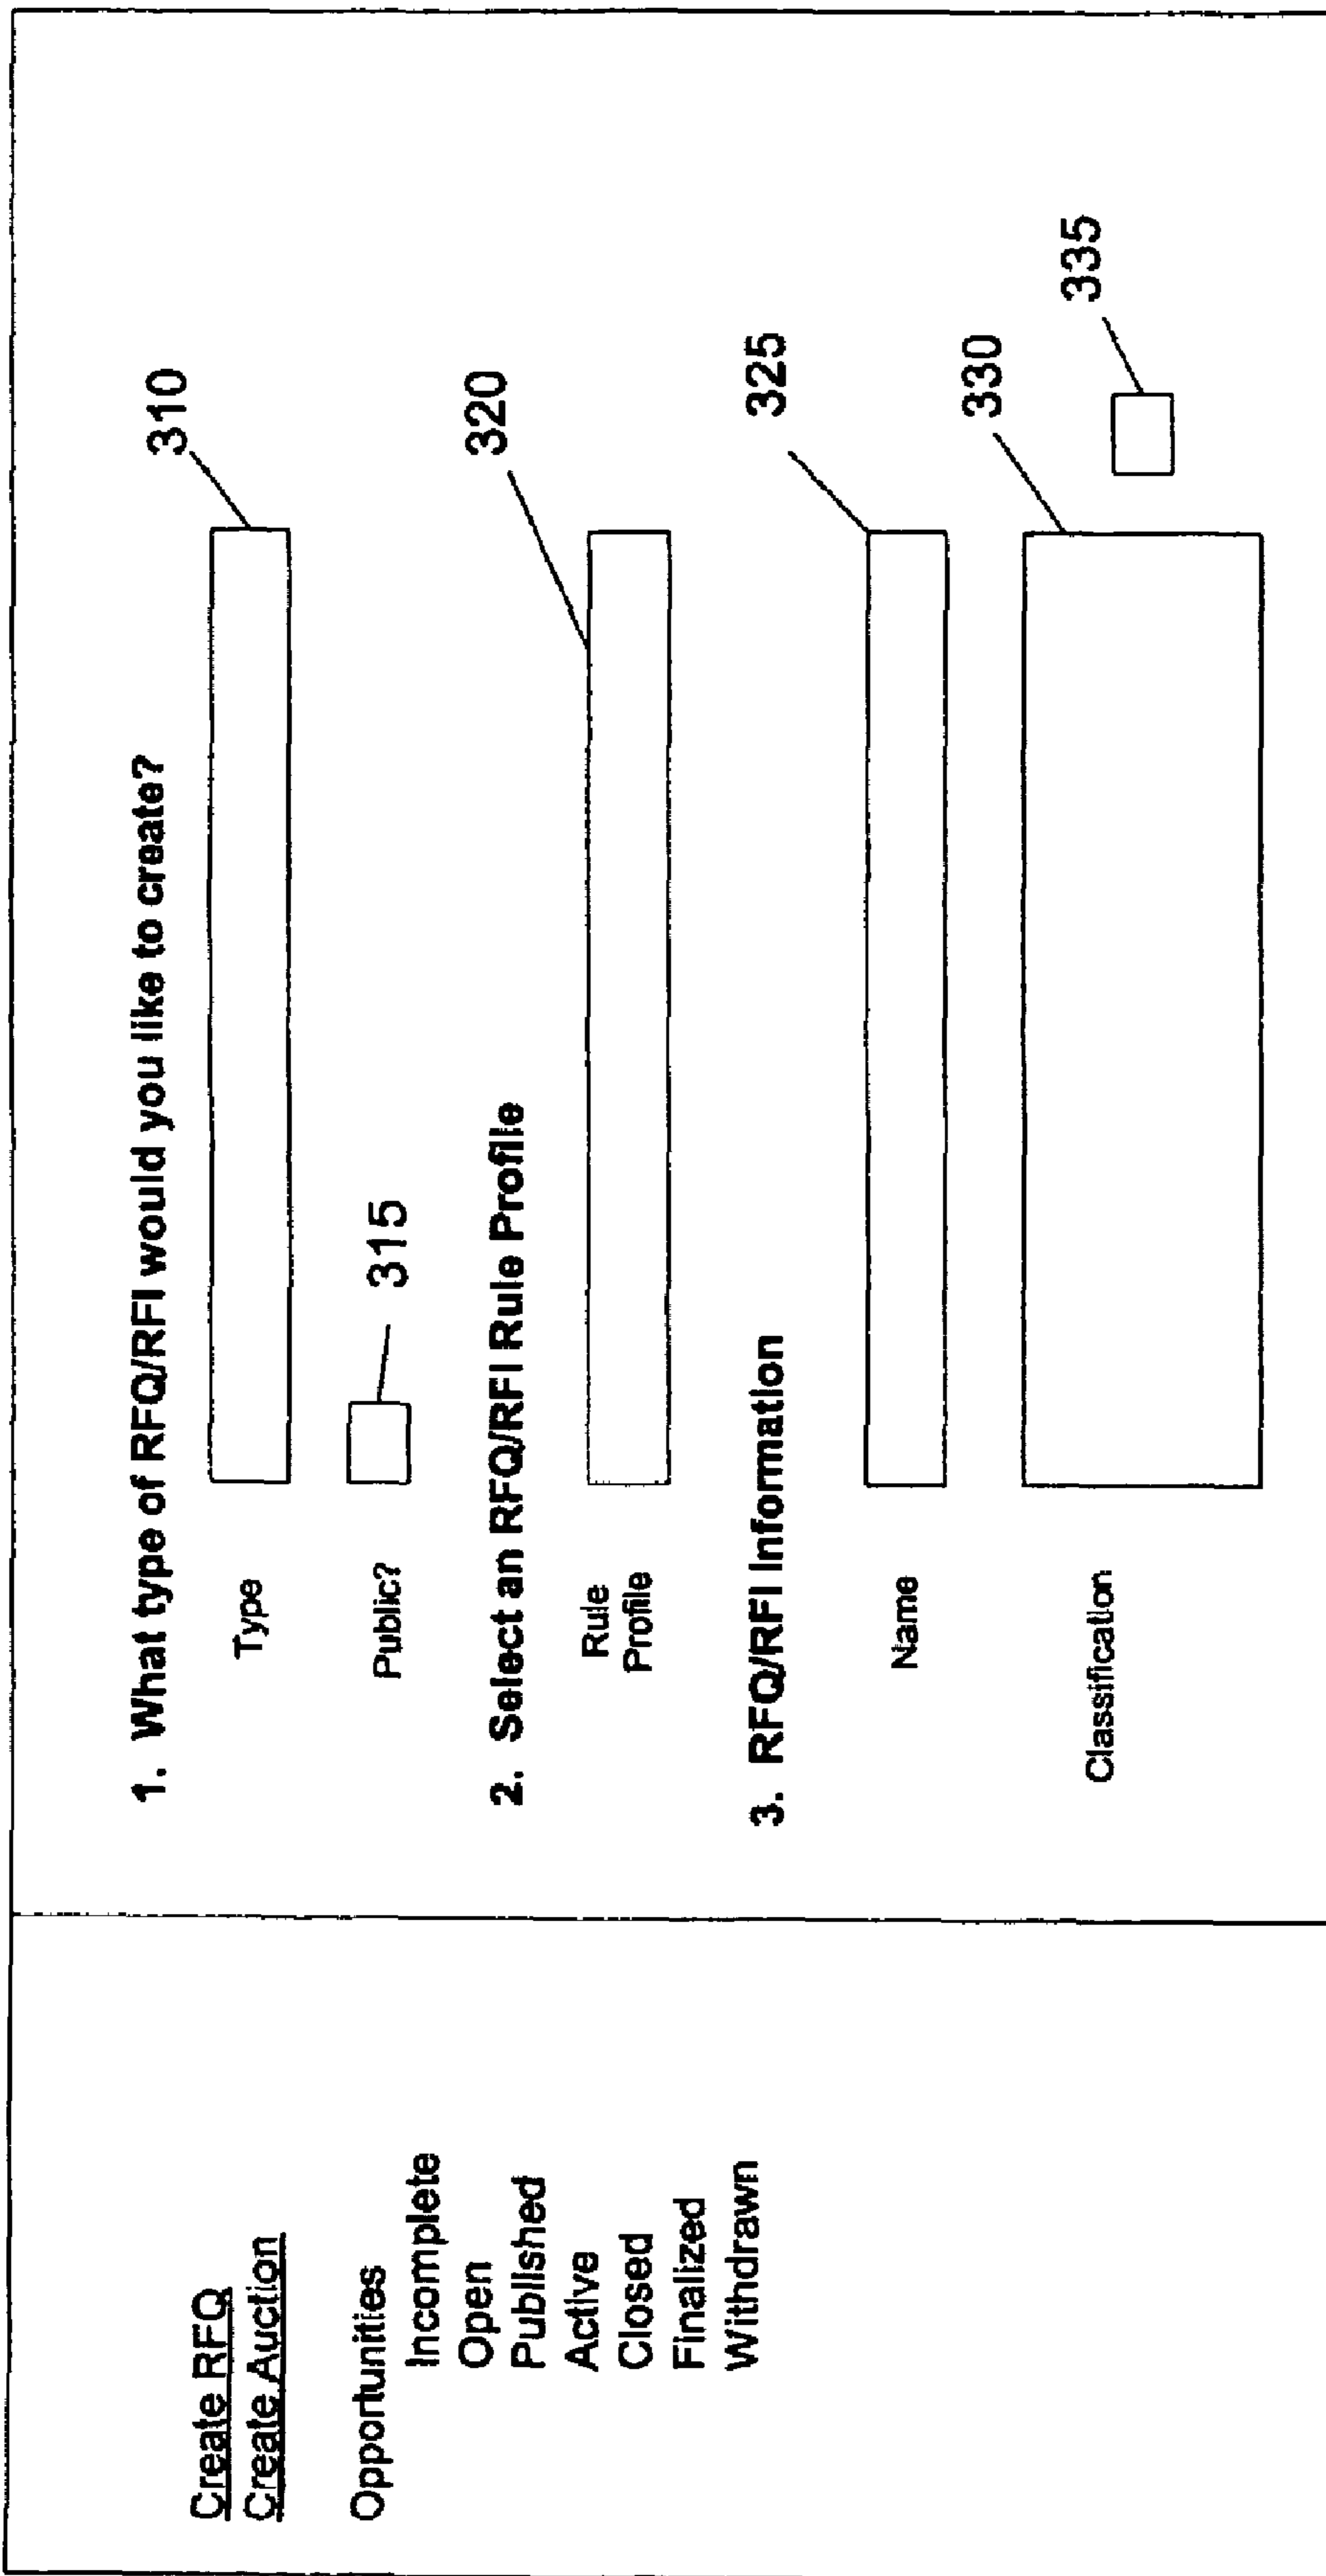 Create RFQ
Create Auction
Opportunities
Incomplete
Open
Published
Active
Closed
Finalized
Withdrawn
1. What type of RFQ/RFI would you like to create?
Type
310
Public?
315
2. Select an RFQ/RFI Rule Profile
320
Rule
Profile
3. RFQ/RFI Information
325
Name
330
Classification
335